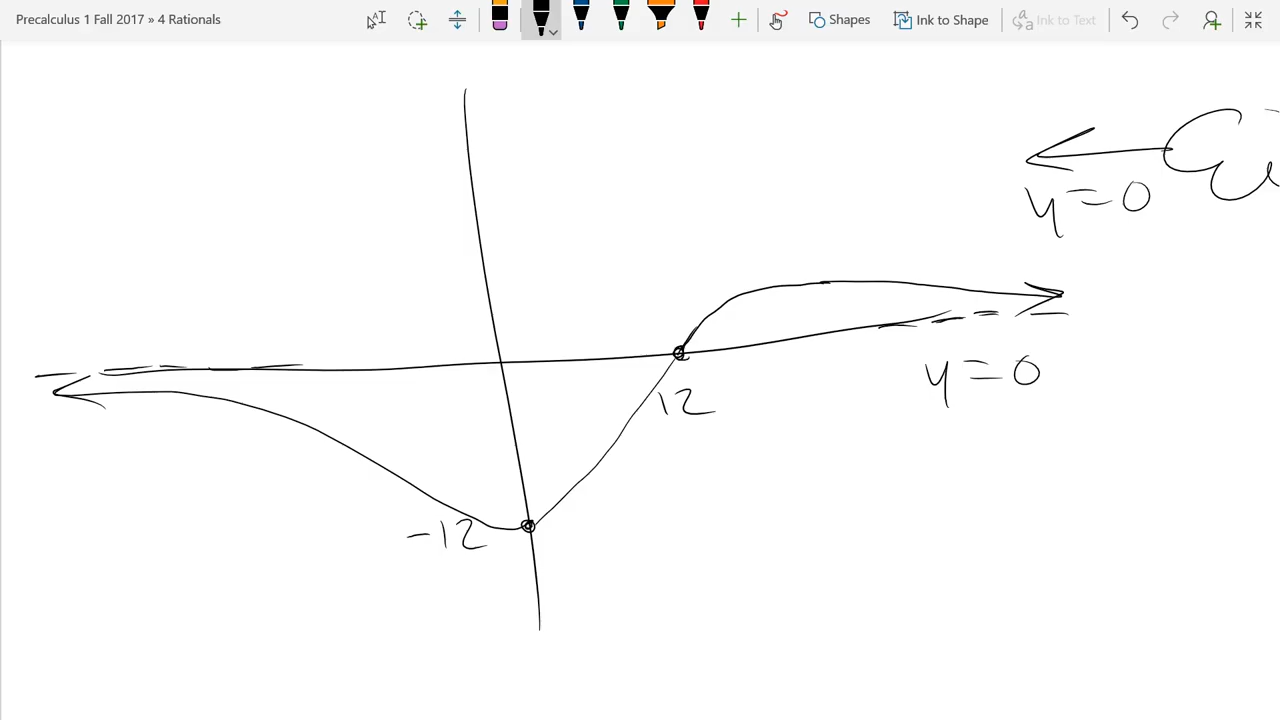 Precalculus 1 Fall 2017 » 4 Rationals
Shapes
Ink to Shape
Ink to Text
y=0
12
y=0
-12